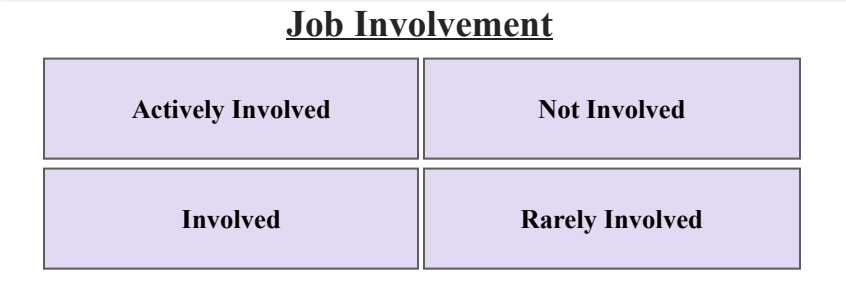 Job Involvement
Actively Involved
Not Involved
Involved
Rarely Involved